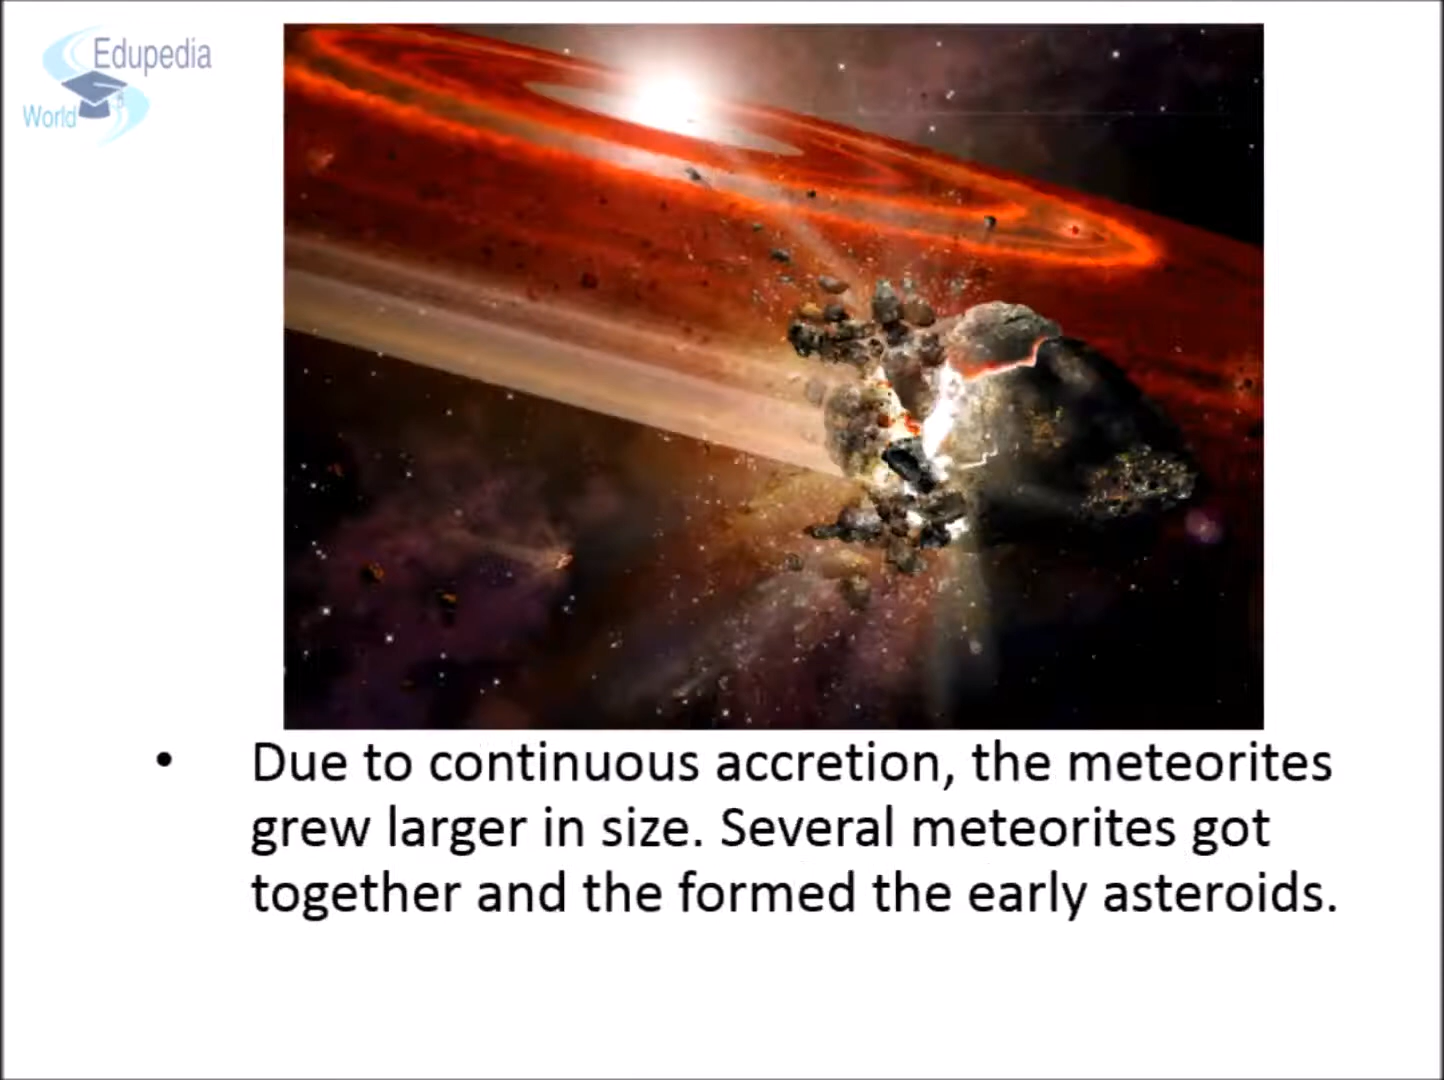 Edupedia
World
• Due to continuous accretion, the meteorites
grew larger in size. Several meteorites got
together and the formed the early asteroids.